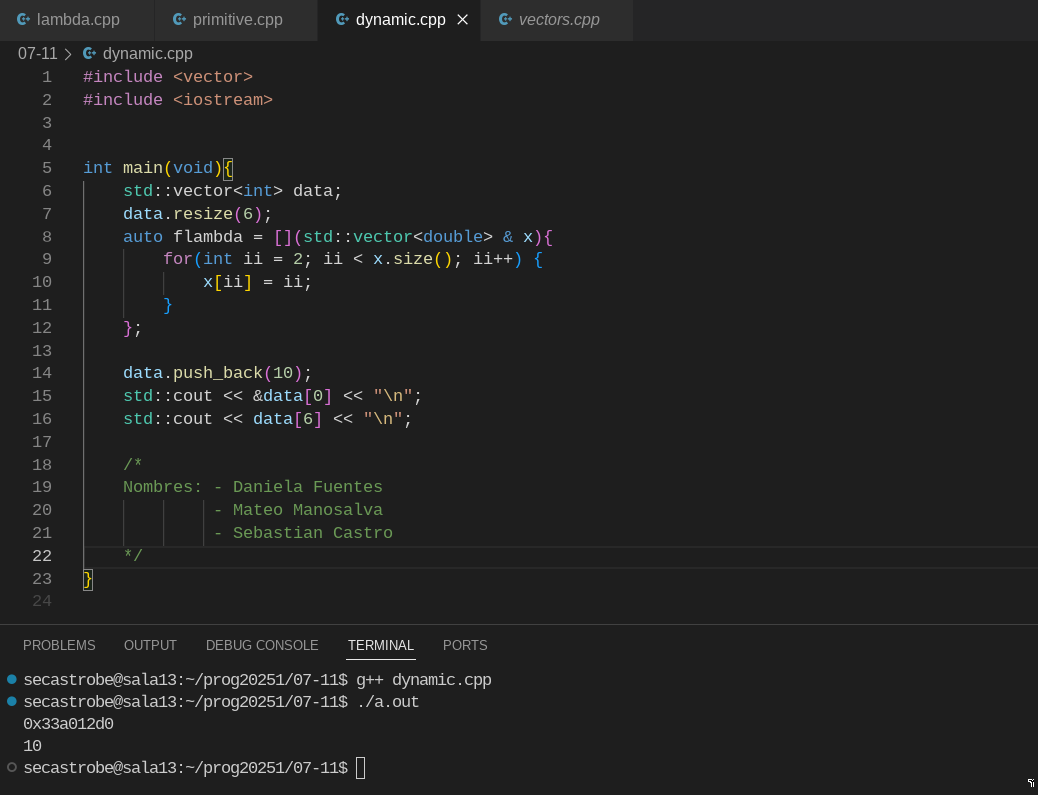 lambda.cpp primitive.cpp dynamic.cpp vectors.cpp
07-11 > dynamic.cpp
1 #include <vector>
2 #include <iostream>
3
4
5 int main(void){
6     std::vector<int> data;
7     data.resize(6);
8     auto flambda = [](std::vector<double> & x){
9         for(int ii = 2; ii < x.size(); ii++) {
10             x[ii] = ii;
11         }
12     };
13
14     data.push_back(10);
15     std::cout << &data[0] << "\n";
16     std::cout << data[6] << "\n";
17
18     /*
19     Nombres: - Daniela Fuentes
20              - Mateo Manosalva
21              - Sebastian Castro
22     */
23 }
24
PROBLEMS OUTPUT DEBUG CONSOLE TERMINAL PORTS
secastrobe@sala13:~/prog20251/07-11$ g++ dynamic.cpp
secastrobe@sala13:~/prog20251/07-11$ ./a.out
0x33a012d0
10
secastrobe@sala13:~/prog20251/07-11$